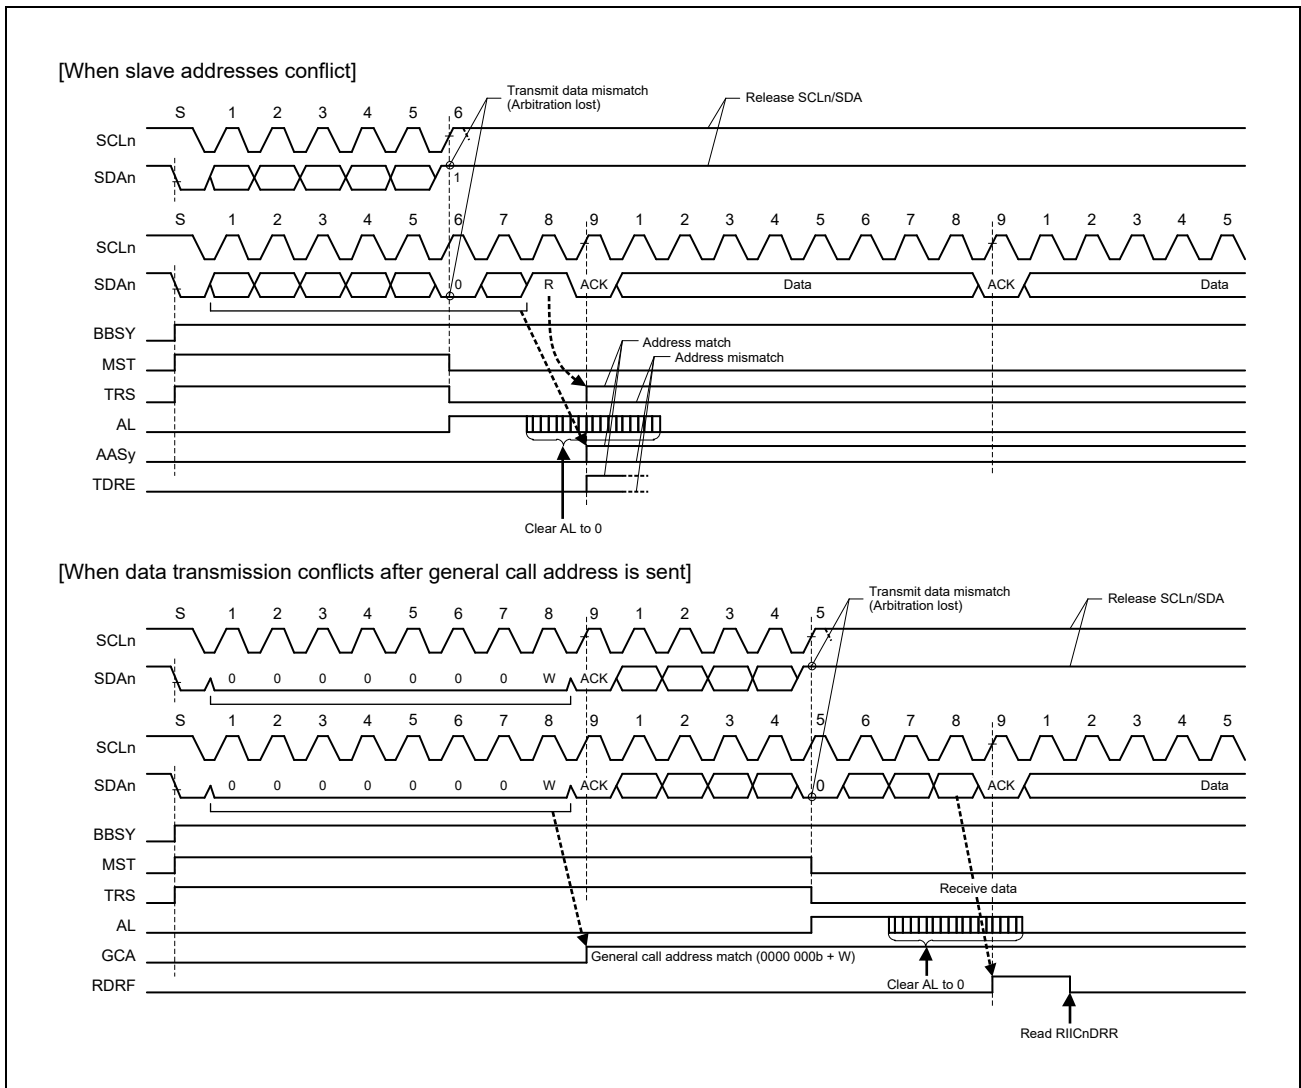 [When slave addresses conflict]
Transmit data mismatch
(Arbitration lost)
Release SCLn/SDA
S 1 2 3 4 5 6
SCLn
SDAn 1
S 1 2 3 4 5 6 7 8 9 1 2 3 4 5 6 7 8 9 1 2 3 4 5
SCLn
SDAn 0 R ACK Data ACK Data
BBSY
Address match
MST
Address mismatch
TRS
AL
AASy
TDRE
Clear AL to 0
[When data transmission conflicts after general call address is sent]
Transmit data mismatch
(Arbitration lost)
Release SCLn/SDA
S 1 2 3 4 5 6 7 8 9 1 2 3 4 5
SCLn
SDAn 0 0 0 0 0 0 0 W ACK
S 1 2 3 4 5 6 7 8 9 1 2 3 4 5 6 7 8 9 1 2 3 4 5
SCLn
SDAn 0 0 0 0 0 0 0 W ACK 0 ACK Data
BBSY
MST
TRS Receive data
AL
GCA General call address match (0000 000b + W)
RDRF Clear AL to 0
Read RIICnDRR